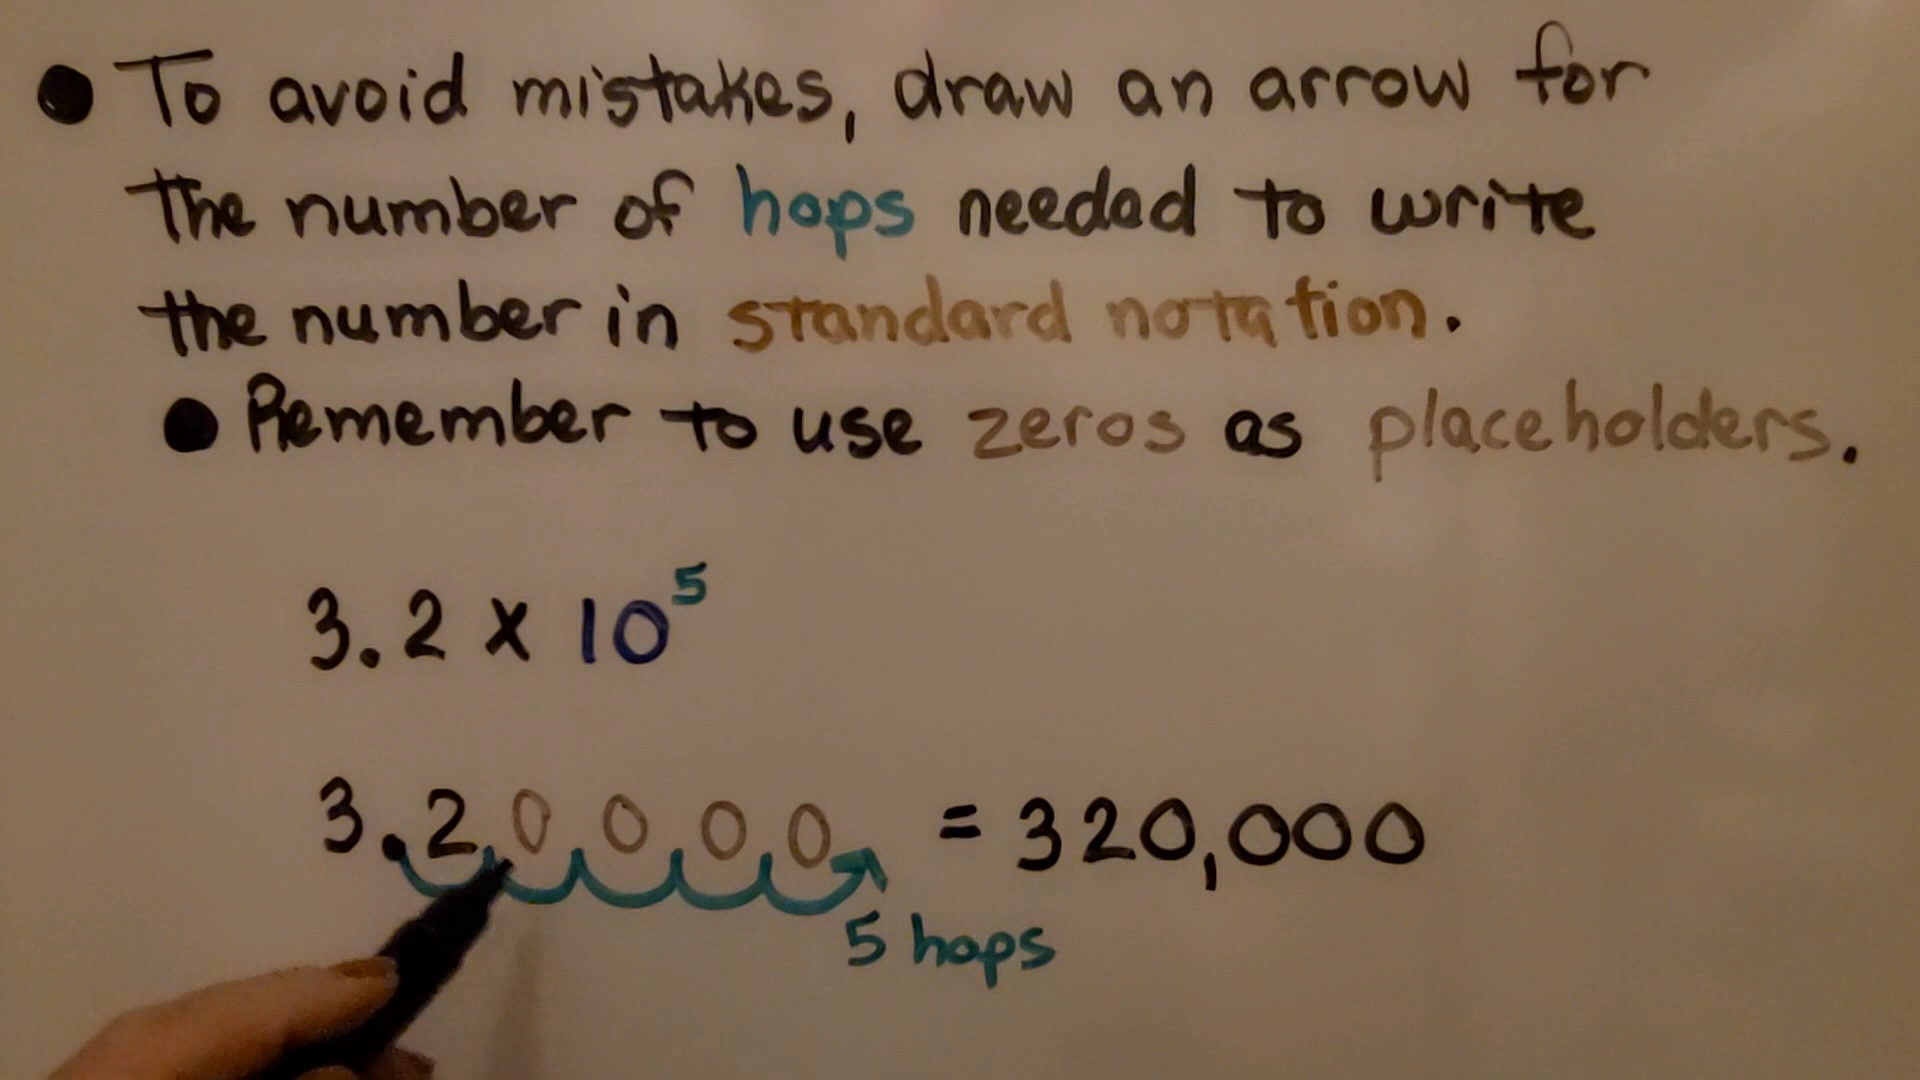 ● To avoid mistakes, draw an arrow for
the number of hops needed to write
the number in standard notation.
● Remember to use zeros as placeholders.
3.2 x 10⁵
3.20000 = 320,000
5 hops